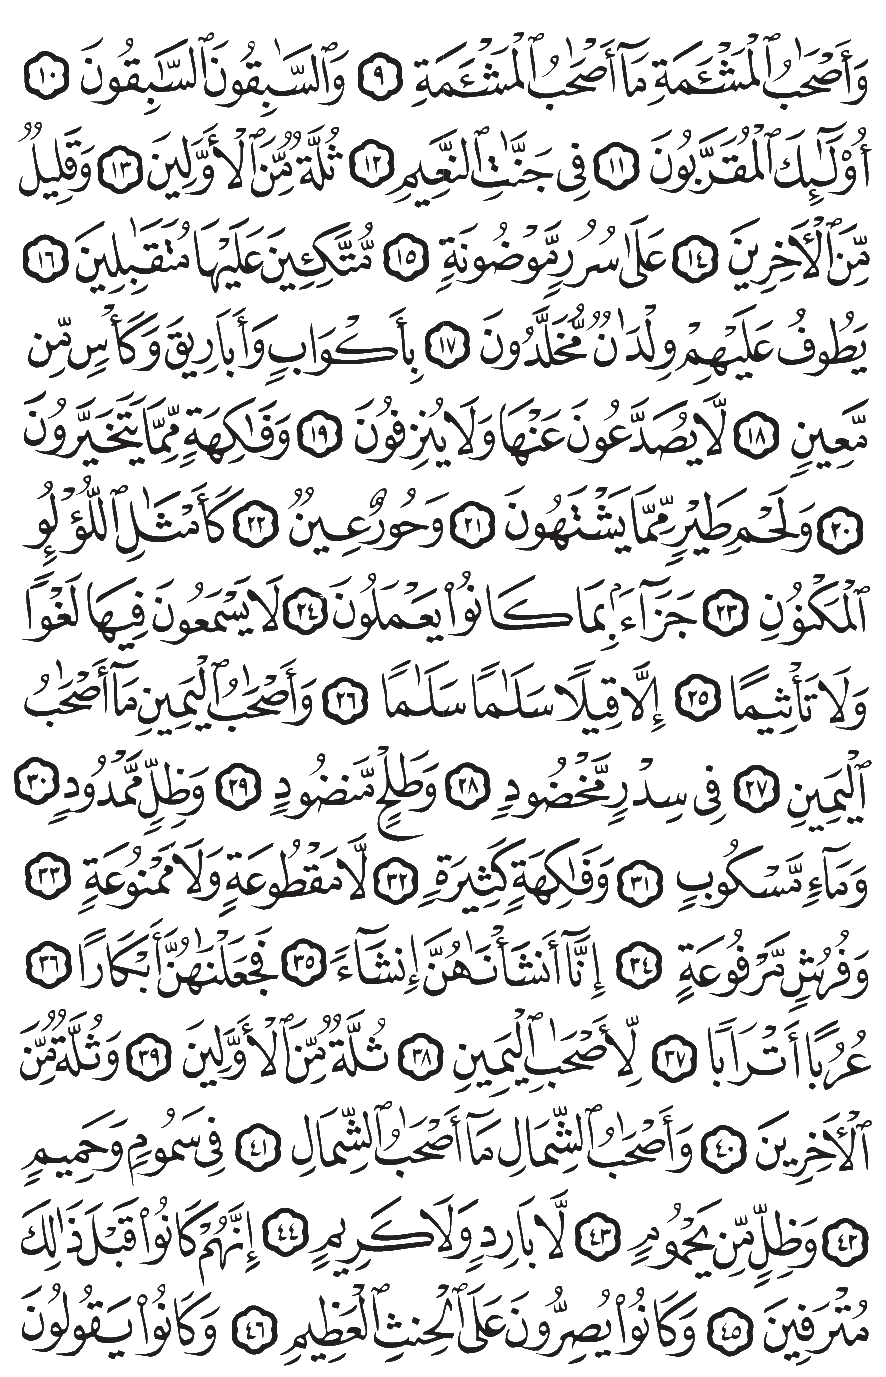 وَأَصۡحَٰبُ ٱلۡمَشۡـَٔمَةِ مَآ أَصۡحَٰبُ ٱلۡمَشۡـَٔمَةِ ٩ وَٱلسَّٰبِقُونَ ٱلسَّٰبِقُونَ ١٠
أُوْلَٰٓئِكَ ٱلۡمُقَرَّبُونَ ١١ فِي جَنَّٰتِ ٱلنَّعِيمِ ١٢ ثُلَّةٞ مِّنَ ٱلۡأَوَّلِينَ ١٣ وَقَلِيلٞ
مِّنَ ٱلۡأٓخِرِينَ ١٤ عَلَىٰ سُرُرٖ مَّوۡضُونَةٖ ١٥ مُّتَّكِـِٔينَ عَلَيۡهَا مُتَقَٰبِلِينَ ١٦
يَطُوفُ عَلَيۡهِمۡ وِلۡدَٰنٞ مُّخَلَّدُونَ ١٧ بِأَكۡوَابٖ وَأَبَارِيقَ وَكَأۡسٖ مِّن
مَّعِينٖ ١٨ لَّا يُصَدَّعُونَ عَنۡهَا وَلَا يُنزِفُونَ ١٩ وَفَٰكِهَةٖ مِّمَّا يَتَخَيَّرُونَ
٢٠ وَلَحۡمِ طَيۡرٖ مِّمَّا يَشۡتَهُونَ ٢١ وَحُورٌ عِينٞ ٢٢ كَأَمۡثَٰلِ ٱللُّؤۡلُوِٕ
ٱلۡمَكۡنُونِ ٢٣ جَزَآءَۢ بِمَا كَانُواْ يَعۡمَلُونَ ٢٤ لَا يَسۡمَعُونَ فِيهَا لَغۡوٗا
وَلَا تَأۡثِيمًا ٢٥ إِلَّا قِيلٗا سَلَٰمٗا سَلَٰمٗا ٢٦ وَأَصۡحَٰبُ ٱلۡيَمِينِ مَآ أَصۡحَٰبُ
ٱلۡيَمِينِ ٢٧ فِي سِدۡرٖ مَّخۡضُودٖ ٢٨ وَطَلۡحٖ مَّنضُودٖ ٢٩ وَظِلّٖ مَّمۡدُودٖ ٣٠
وَمَآءٖ مَّسۡكُوبٖ ٣١ وَفَٰكِهَةٖ كَثِيرَةٖ ٣٢ لَّا مَقۡطُوعَةٖ وَلَا مَمۡنُوعَةٖ ٣٣
وَفُرُشٖ مَّرۡفُوعَةٍ ٣٤ إِنَّآ أَنشَأۡنَٰهُنَّ إِنشَآءٗ ٣٥ فَجَعَلۡنَٰهُنَّ أَبۡكَارًا ٣٦
عُرُبًا أَتۡرَابٗا ٣٧ لِّأَصۡحَٰبِ ٱلۡيَمِينِ ٣٨ ثُلَّةٞ مِّنَ ٱلۡأَوَّلِينَ ٣٩ وَثُلَّةٞ مِّنَ
ٱلۡأٓخِرِينَ ٤٠ وَأَصۡحَٰبُ ٱلشِّمَالِ مَآ أَصۡحَٰبُ ٱلشِّمَالِ ٤١ فِي سَمُومٖ وَحَمِيمٖ
٤٢ وَظِلّٖ مِّن يَحۡمُومٖ ٤٣ لَّا بَارِدٖ وَلَا كَرِيمٍ ٤٤ إِنَّهُمۡ كَانُواْ قَبۡلَ ذَٰلِكَ
مُتۡرَفِينَ ٤٥ وَكَانُواْ يُصِرُّونَ عَلَى ٱلۡحِنثِ ٱلۡعَظِيمِ ٤٦ وَكَانُواْ يَقُولُونَ